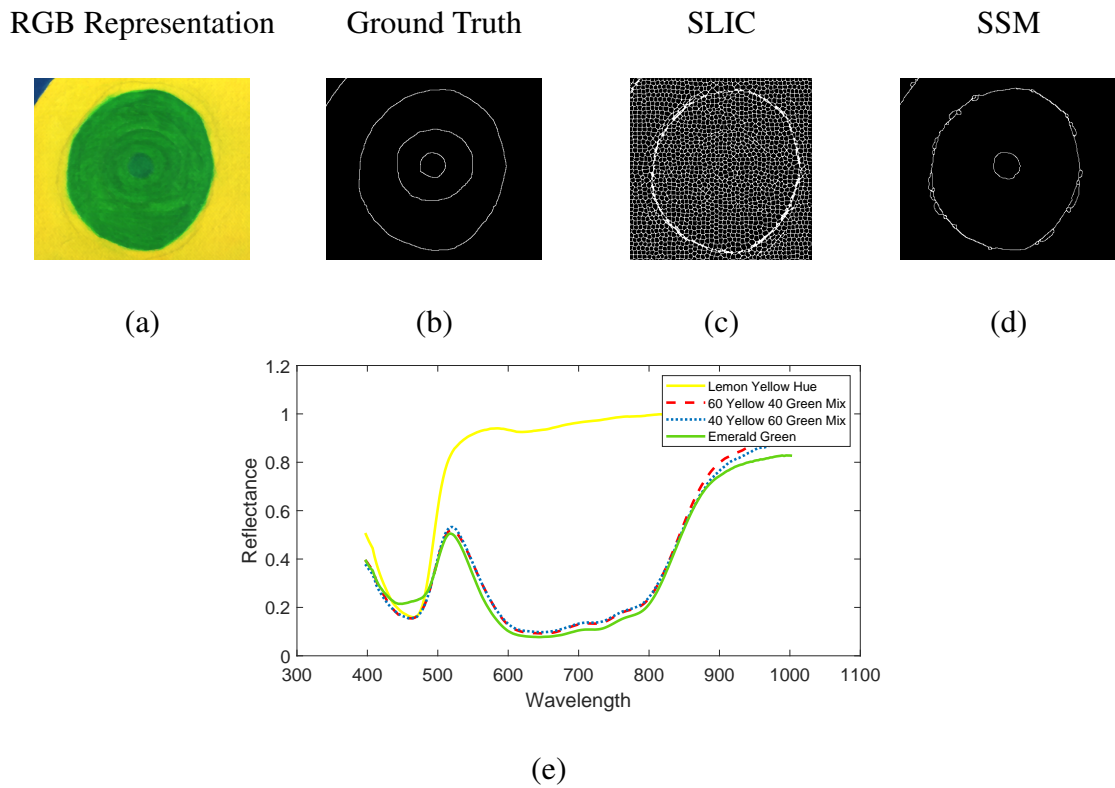 RGB Representation Ground Truth SLIC SSM
(a) (b) (c) (d)
1.2
1
0.8
0.6
0.4
0.2
0
Reflectance
Lemon Yellow Hue
60 Yellow 40 Green Mix
40 Yellow 60 Green Mix
Emerald Green
300 400 500 600 700 800 900 1000 1100
Wavelength
(e)